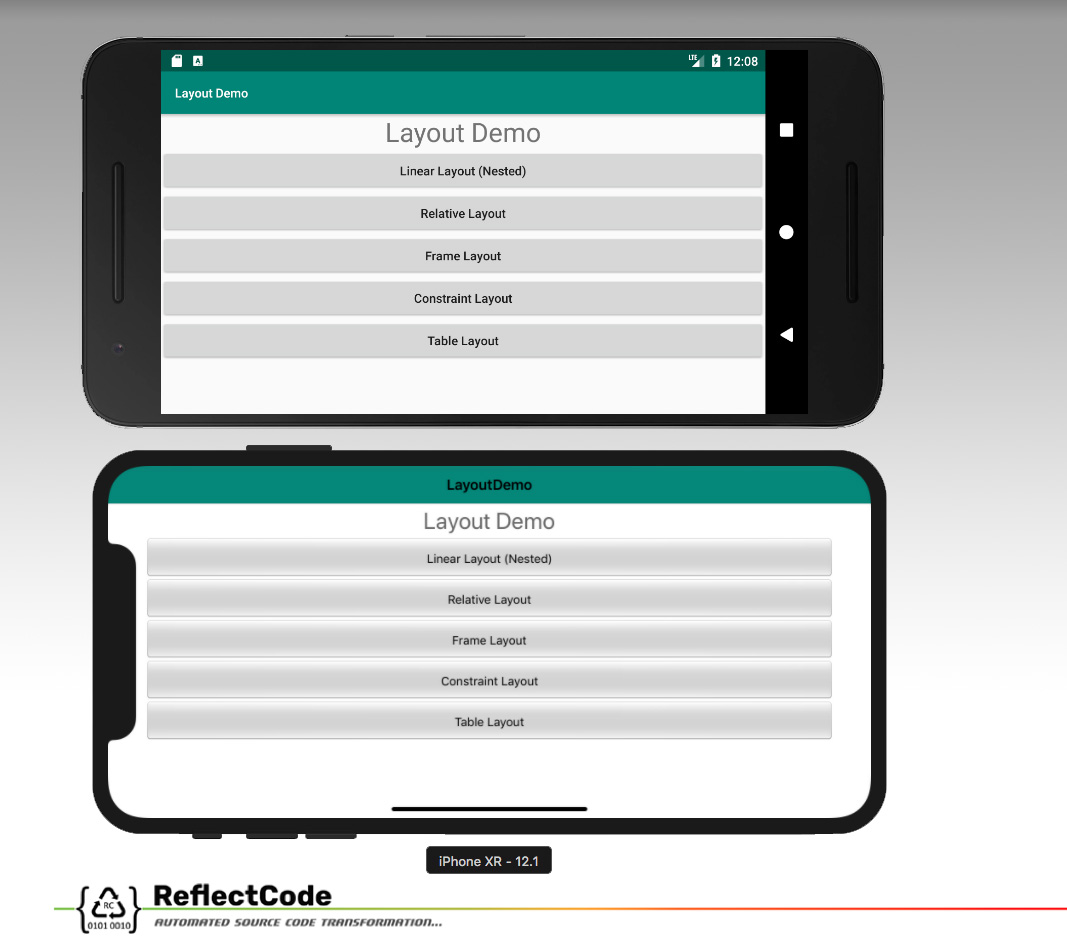 LTE 12:08
Layout Demo
Layout Demo
Linear Layout (Nested)
Relative Layout
Frame Layout
Constraint Layout
Table Layout
LayoutDemo
Layout Demo
Linear Layout (Nested)
Relative Layout
Frame Layout
Constraint Layout
Table Layout
iPhone XR - 12.1
ReflectCode
RC
0101 0010
AUTOMATED SOURCE CODE TRANSFORMATION...